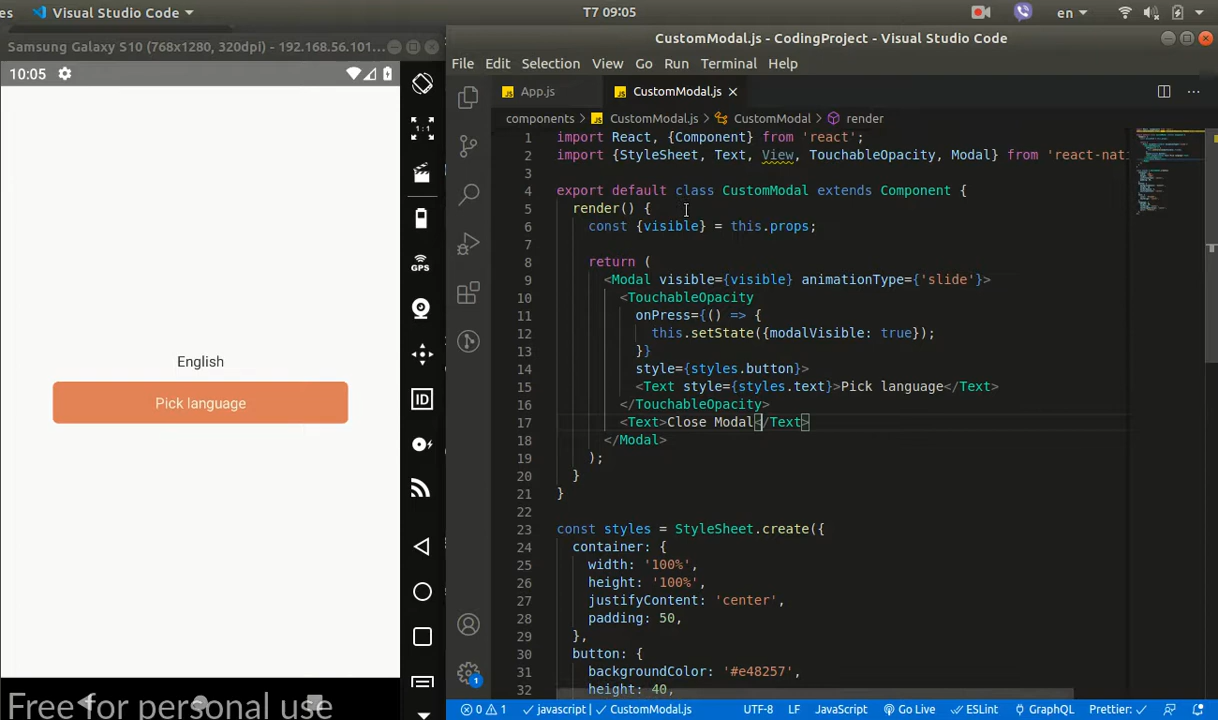 es Visual Studio Code T7 09:05 en
Samsung Galaxy S10 (768x1280, 320dpi) - 192.168.56.101...
CustomModal.js - CodingProject - Visual Studio Code
10:05
File Edit Selection View Go Run Terminal Help
JS App.js JS CustomModal.js
components > JS CustomModal.js > CustomModal > render
1 import React, {Component} from 'react';
2 import {StyleSheet, Text, View, TouchableOpacity, Modal} from 'react-nati
3
4 export default class CustomModal extends Component {
5 render() {
6 const {visible} = this.props;
7
8 return (
9 <Modal visible={visible} animationType={'slide'}>
10 <TouchableOpacity
11 onPress={() => {
12 this.setState({modalVisible: true});
13 }}
14 style={styles.button}>
15 <Text style={styles.text}>Pick language</Text>
16 </TouchableOpacity>
17 <Text>Close Modal</Text>
18 </Modal>
19 );
20 }
21 }
22
23 const styles = StyleSheet.create({
24 container: {
25 width: '100%',
26 height: '100%',
27 justifyContent: 'center',
28 padding: 50,
29 },
30 button: {
31 backgroundColor: '#e48257',
32 height: 40,
English
Pick language
1:1
GPS
ID
Free for personal use
1
0 1 javascript | CustomModal.js UTF-8 LF JavaScript Go Live ESLint GraphQL Prettier: